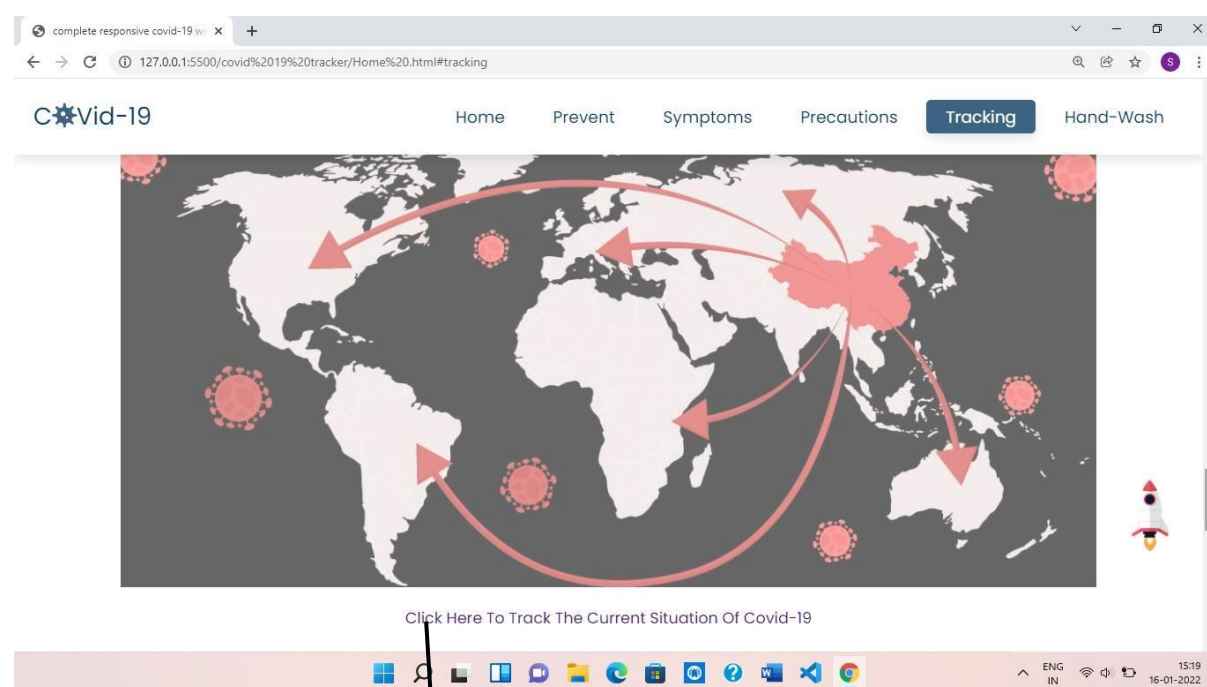 complete responsive covid-19 w
127.0.0.1:5500/covid%2019%20tracker/Home%20.html#tracking
S
C Vid-19 Home Prevent Symptoms Precautions Tracking Hand-Wash
Click Here To Track The Current Situation Of Covid-19
ENG
IN
15:19
16-01-2022